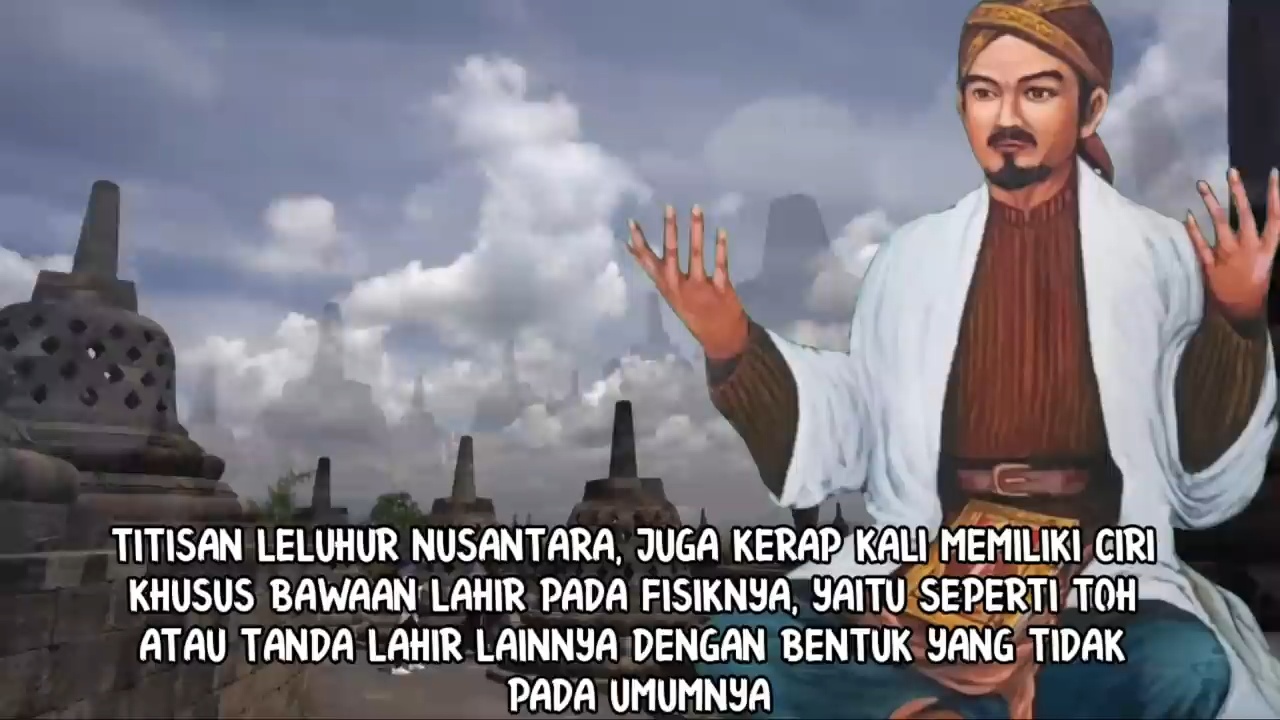 TITISAN LELUHUR NUSANTARA, JUGA KERAP KALI MEMILIKI CIRI
KHUSUS BAWAAN LAHIR PADA FISIKNYA, YAITU SEPERTI TOH
ATAU TANDA LAHIR LAINNYA DENGAN BENTUK YANG TIDAK
PADA UMUMNYA